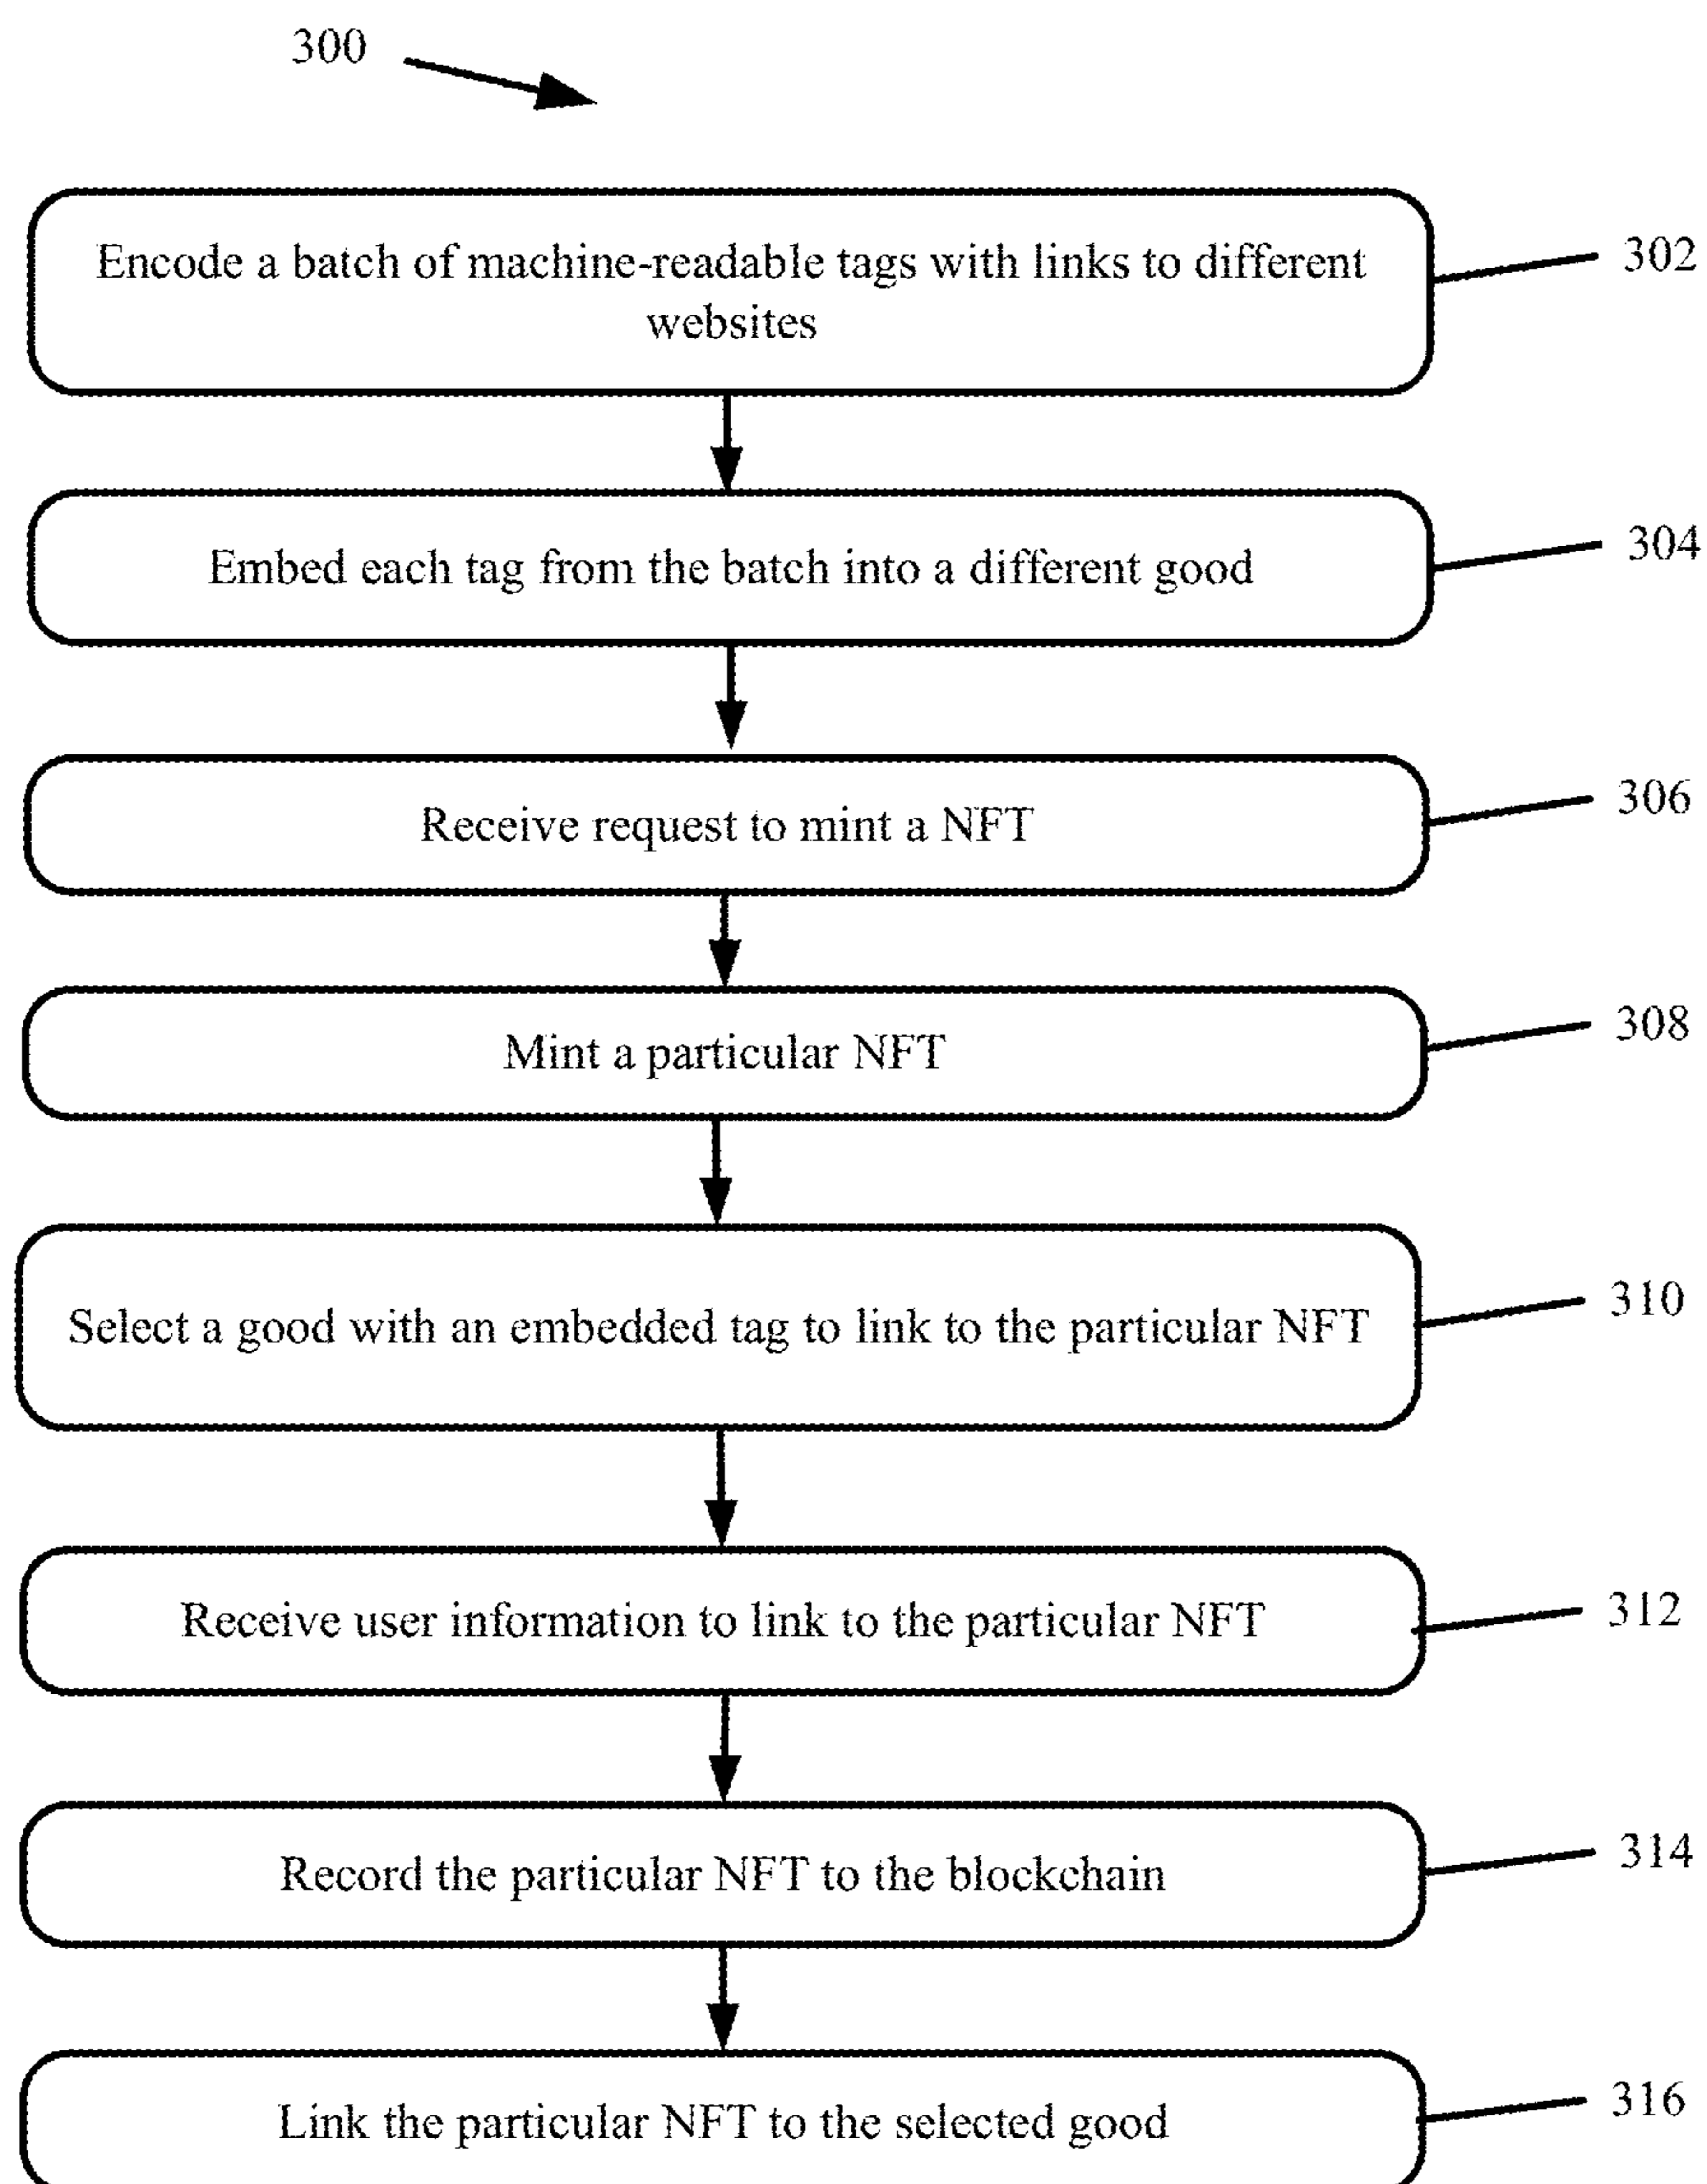 300
Encode a batch of machine-readable tags with links to different
websites
302
Embed each tag from the batch into a different good
304
Receive request to mint a NFT
306
Mint a particular NFT
308
Select a good with an embedded tag to link to the particular NFT
310
Receive user information to link to the particular NFT
312
Record the particular NFT to the blockchain
314
Link the particular NFT to the selected good
316